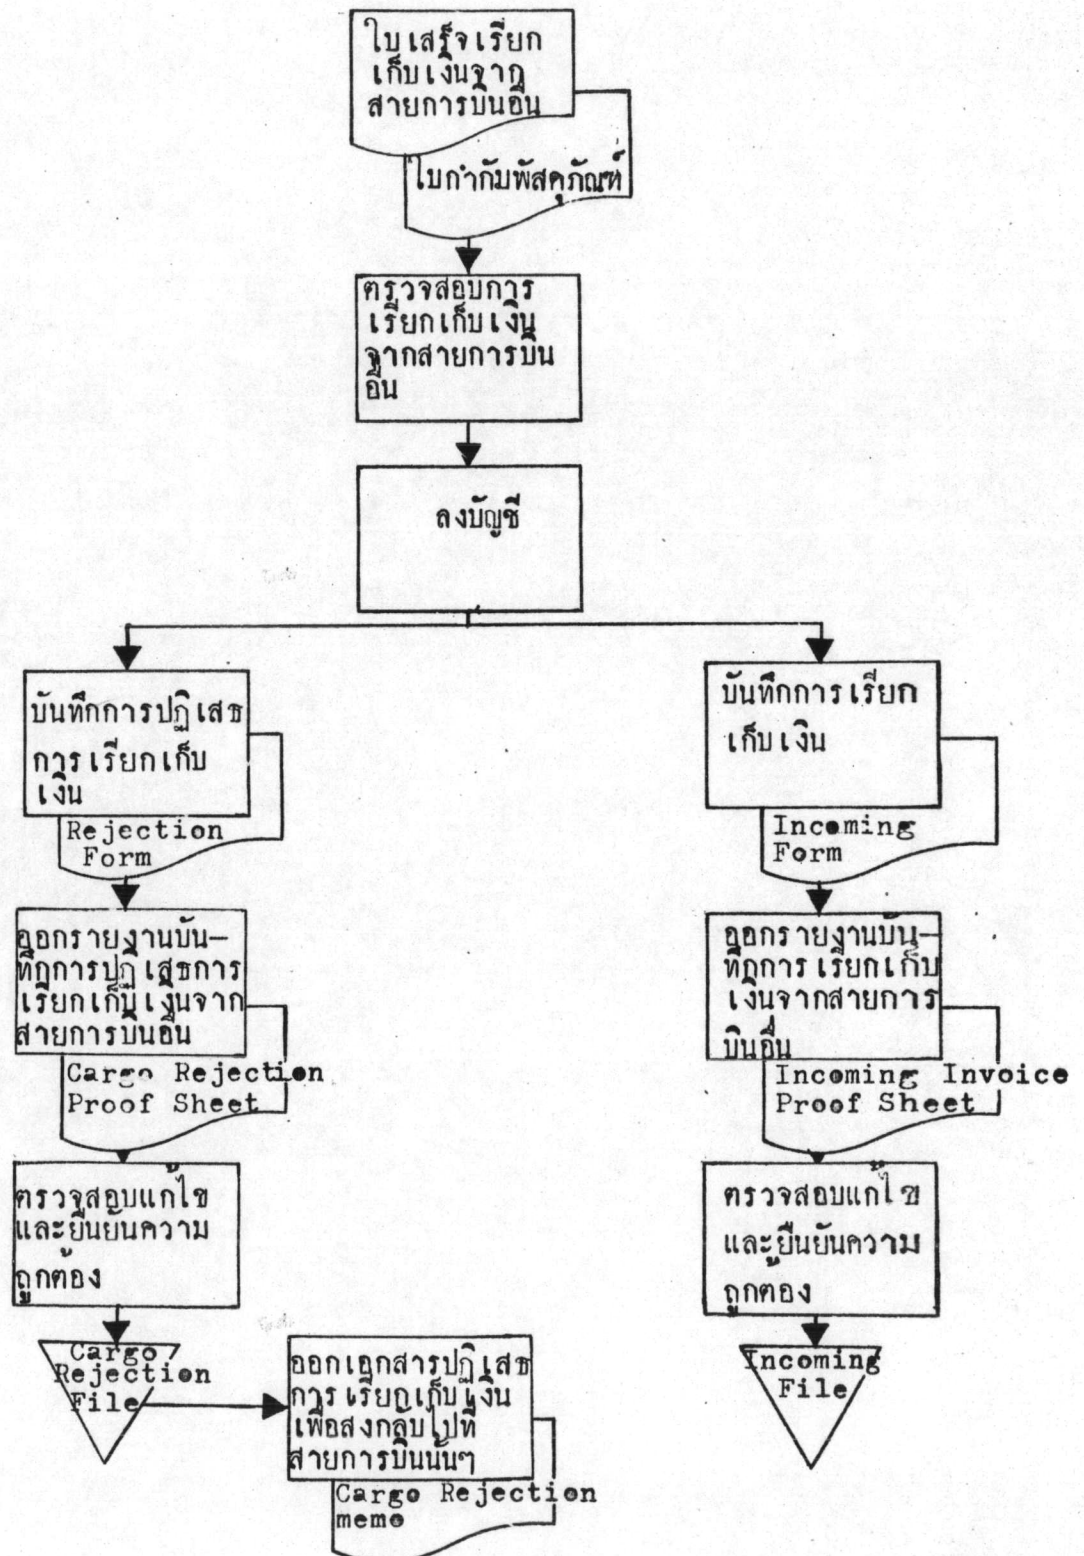 ใบเสร็จเรียก
เก็บเงินจาก
สายการบินอื่น
ใบกำกับพัสดุภัณฑ์
ตรวจสอบการ
เรียกเก็บเงิน
จากสายการบิน
อื่น
ลงบัญชี
บันทึกการปฏิเสธ
การเรียกเก็บ
เงิน
Rejection
Form
ออกรายงานบัน-
ทึกการปฏิเสธการ
เรียกเก็บเงินจาก
สายการบินอื่น
Cargo Rejection
Proof Sheet
ตรวจสอบแก้ไข
และยืนยันความ
ถูกต้อง
Cargo
Rejection
File
ออกเอกสารปฏิเสธ
การเรียกเก็บเงิน
เพื่อส่งกลับไปที่
สายการบินนั้นๆ
Cargo Rejection
memo
บันทึกการเรียก
เก็บเงิน
Incoming
Form
ออกรายงานบัน-
ทึกการเรียกเก็บ
เงินจากสายการ
บินอื่น
Incoming Invoice
Proof Sheet
ตรวจสอบแก้ไข
และยืนยันความ
ถูกต้อง
Incoming
File